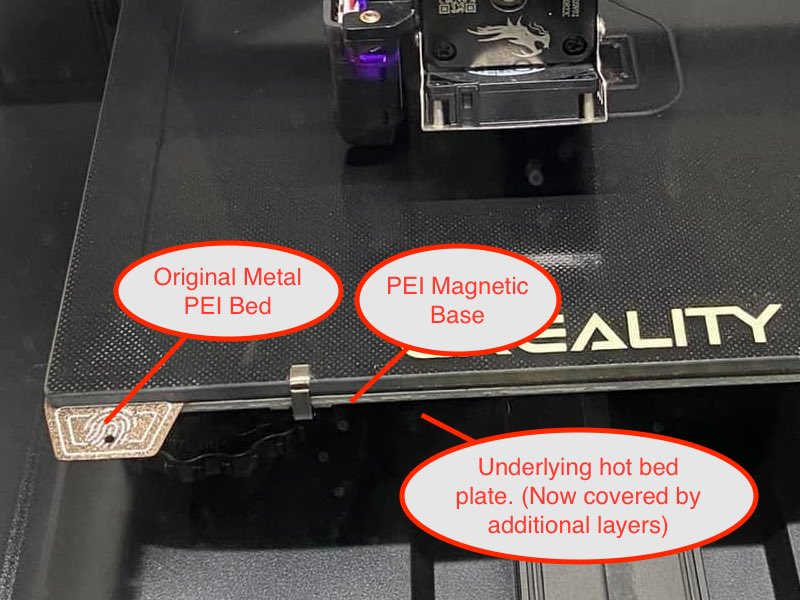 Original Metal
PEI Bed
PEI Magnetic
Base
REALITY
Underlying hot bed
plate. (Now covered by
additional layers)